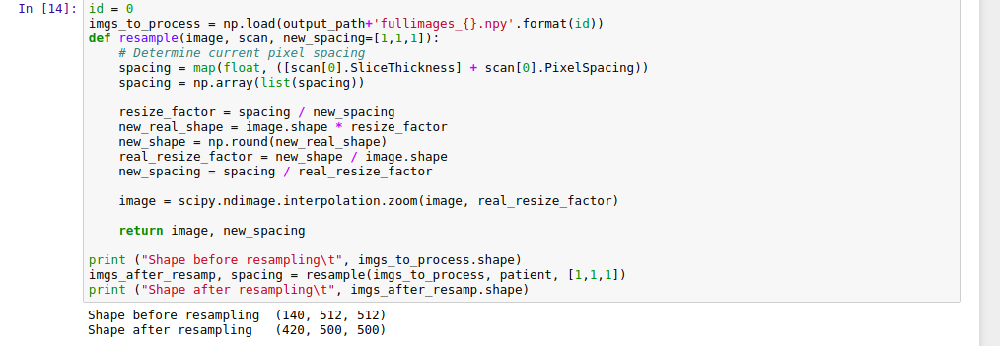 In [14]: id = 0
imgs_to_process = np.load(output_path+'fullimages_{}.npy'.format(id))
def resample(image, scan, new_spacing=[1,1,1]):
    # Determine current pixel spacing
    spacing = map(float, ([scan[0].SliceThickness] + scan[0].PixelSpacing))
    spacing = np.array(list(spacing))

    resize_factor = spacing / new_spacing
    new_real_shape = image.shape * resize_factor
    new_shape = np.round(new_real_shape)
    real_resize_factor = new_shape / image.shape
    new_spacing = spacing / real_resize_factor

    image = scipy.ndimage.interpolation.zoom(image, real_resize_factor)

    return image, new_spacing

print ("Shape before resampling\t", imgs_to_process.shape)
imgs_after_resamp, spacing = resample(imgs_to_process, patient, [1,1,1])
print ("Shape after resampling\t", imgs_after_resamp.shape)
Shape before resampling  (140, 512, 512)
Shape after resampling   (420, 500, 500)